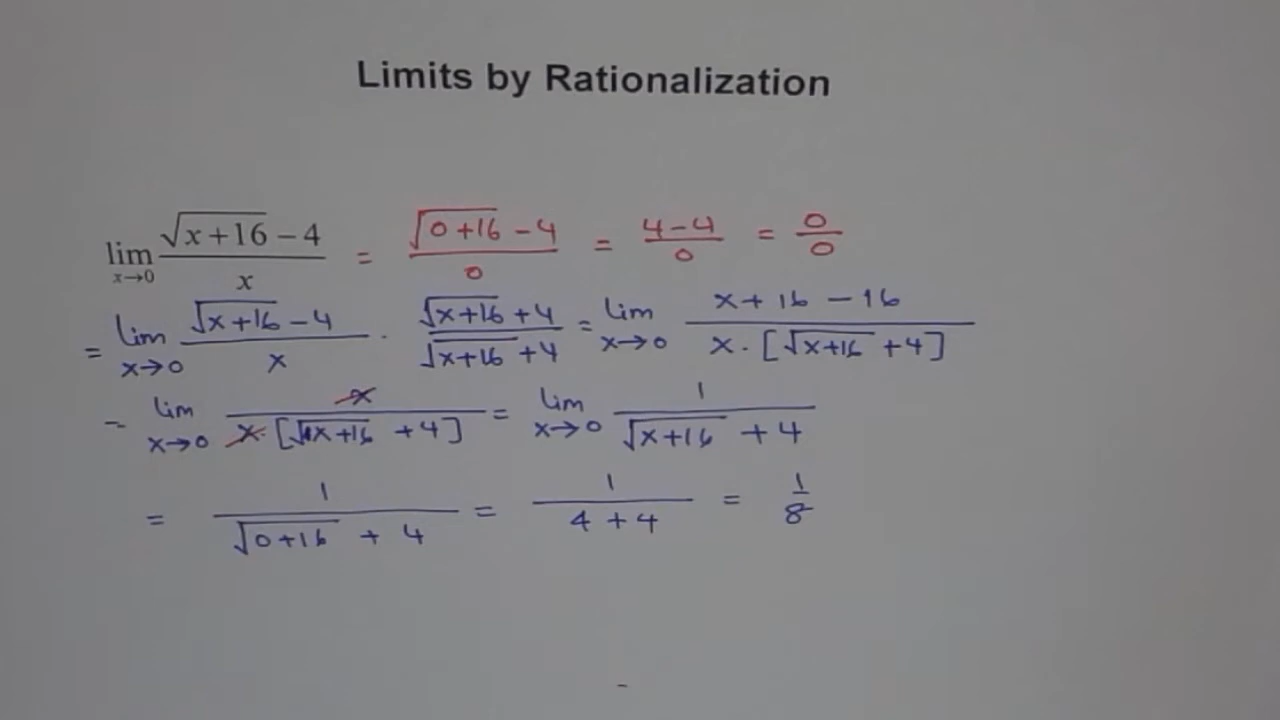 Limits by Rationalization
lim x→0 (√(x+16) - 4)/x = (√(0+16) - 4)/0 = (4-4)/0 = 0/0
= lim x→0 (√(x+16) - 4)/x · (√(x+16) + 4)/(√(x+16) + 4) = lim x→0 (x+16-16)/(x·[√(x+16) + 4])
= lim x→0 x/(x·[√(x+16) + 4]) = lim x→0 1/(√(x+16) + 4)
= 1/(√(0+16) + 4) = 1/(4+4) = 1/8